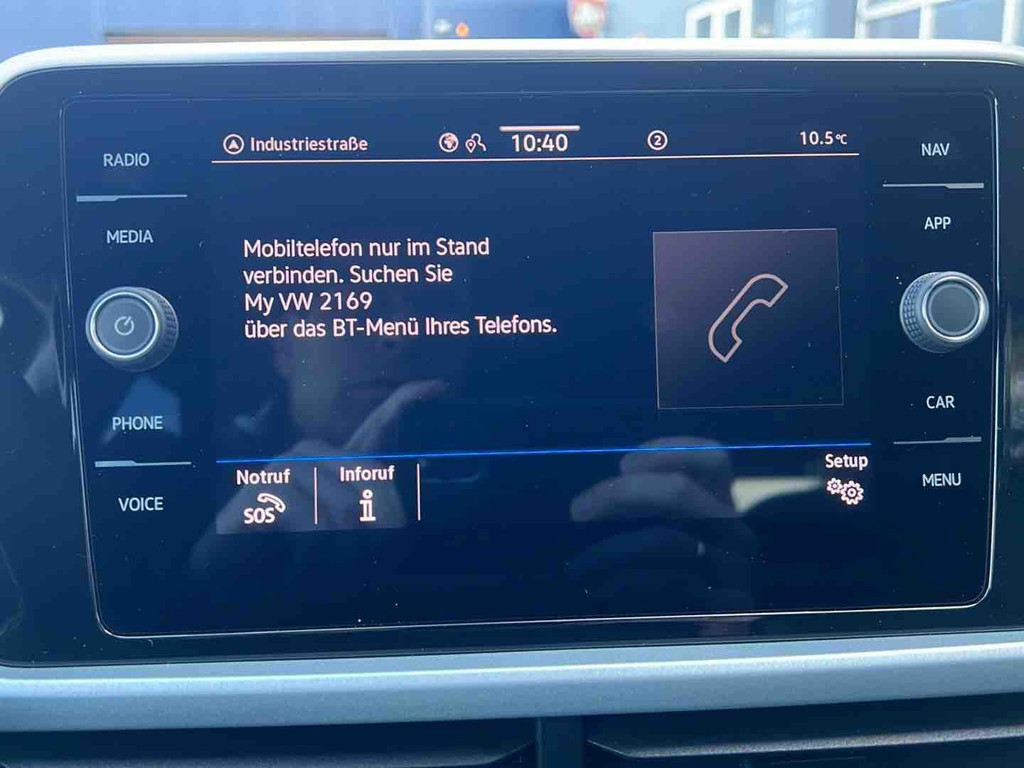 Industriestraße 10:40 2 10.5°C
RADIO
MEDIA
PHONE
VOICE
Mobiltelefon nur im Stand
verbinden. Suchen Sie
My VW 2169
über das BT-Menü Ihres Telefons.
Notruf
SOS
Inforuf
i
Setup
NAV
APP
CAR
MENU